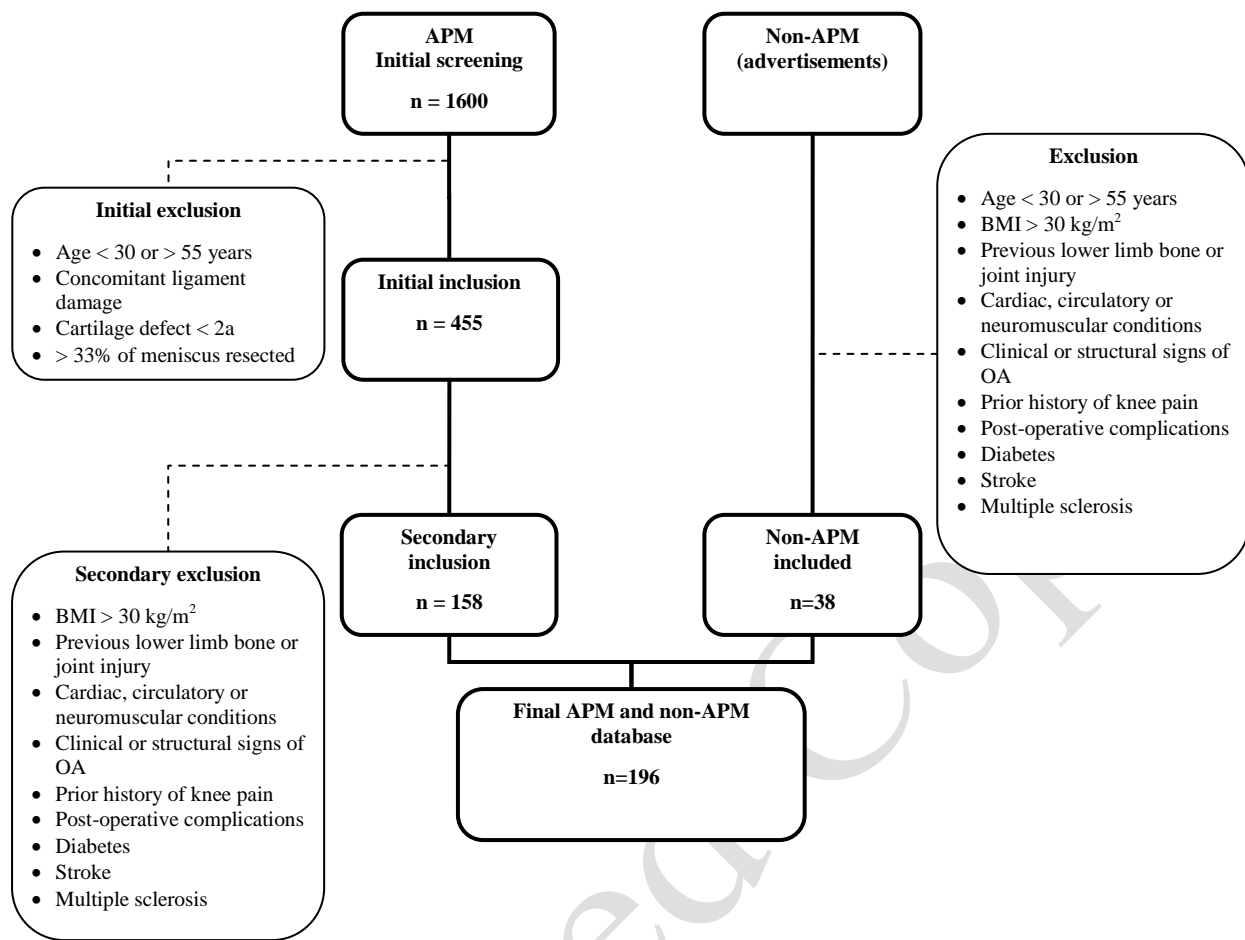 APM
Initial screening
n = 1600
Non-APM
(advertisements)
Initial exclusion
• Age < 30 or > 55 years
• Concomitant ligament
damage
• Cartilage defect < 2a
• > 33% of meniscus resected
Initial inclusion
n = 455
Exclusion
• Age < 30 or > 55 years
• BMI > 30 kg/m²
• Previous lower limb bone or
joint injury
• Cardiac, circulatory or
neuromuscular conditions
• Clinical or structural signs of
OA
• Prior history of knee pain
• Post-operative complications
• Diabetes
• Stroke
• Multiple sclerosis
Secondary exclusion
• BMI > 30 kg/m²
• Previous lower limb bone or
joint injury
• Cardiac, circulatory or
neuromuscular conditions
• Clinical or structural signs of
OA
• Prior history of knee pain
• Post-operative complications
• Diabetes
• Stroke
• Multiple sclerosis
Secondary
inclusion
n = 158
Non-APM
included
n=38
Final APM and non-APM
database
n=196